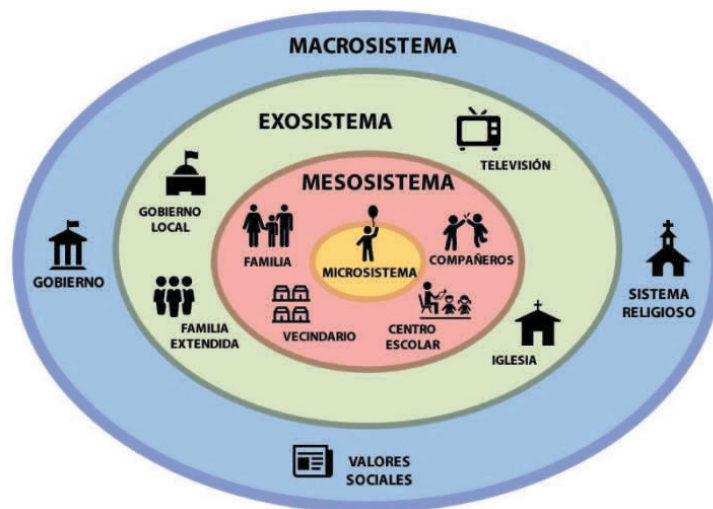 MACROSISTEMA
EXOSISTEMA
TELEVISIÓN
MESOSISTEMA
GOBIERNO
LOCAL
FAMILIA
COMPAÑEROS
MICROSISTEMA
GOBIERNO
SISTEMA
RELIGIOSO
FAMILIA
EXTENDIDA
VECINDARIO
CENTRO
ESCOLAR
IGLESIA
VALORES
SOCIALES